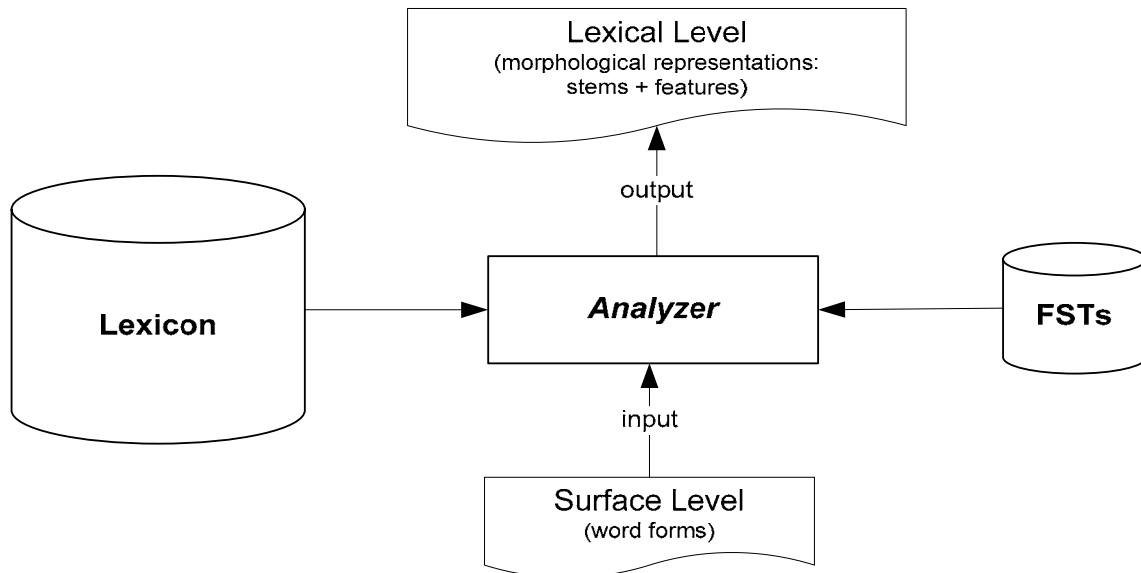 Lexical Level
(morphological representations:
stems + features)
output
Lexicon
Analyzer
FSTs
input
Surface Level
(word forms)